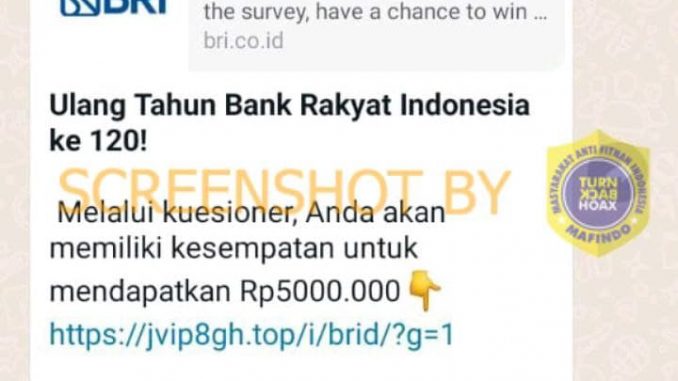 BRI
the survey, have a chance to win ...
bri.co.id
Ulang Tahun Bank Rakyat Indonesia
ke 120!
SCREENSHOT BY
Melalui kuesioner, Anda akan
memiliki kesempatan untuk
mendapatkan Rp5000.000👇
https://jvip8gh.top/i/brid/?g=1
MASYARAKAT ANTI FITNAH INDONESIA
TURN
BACK
HOAX
MAFINDO